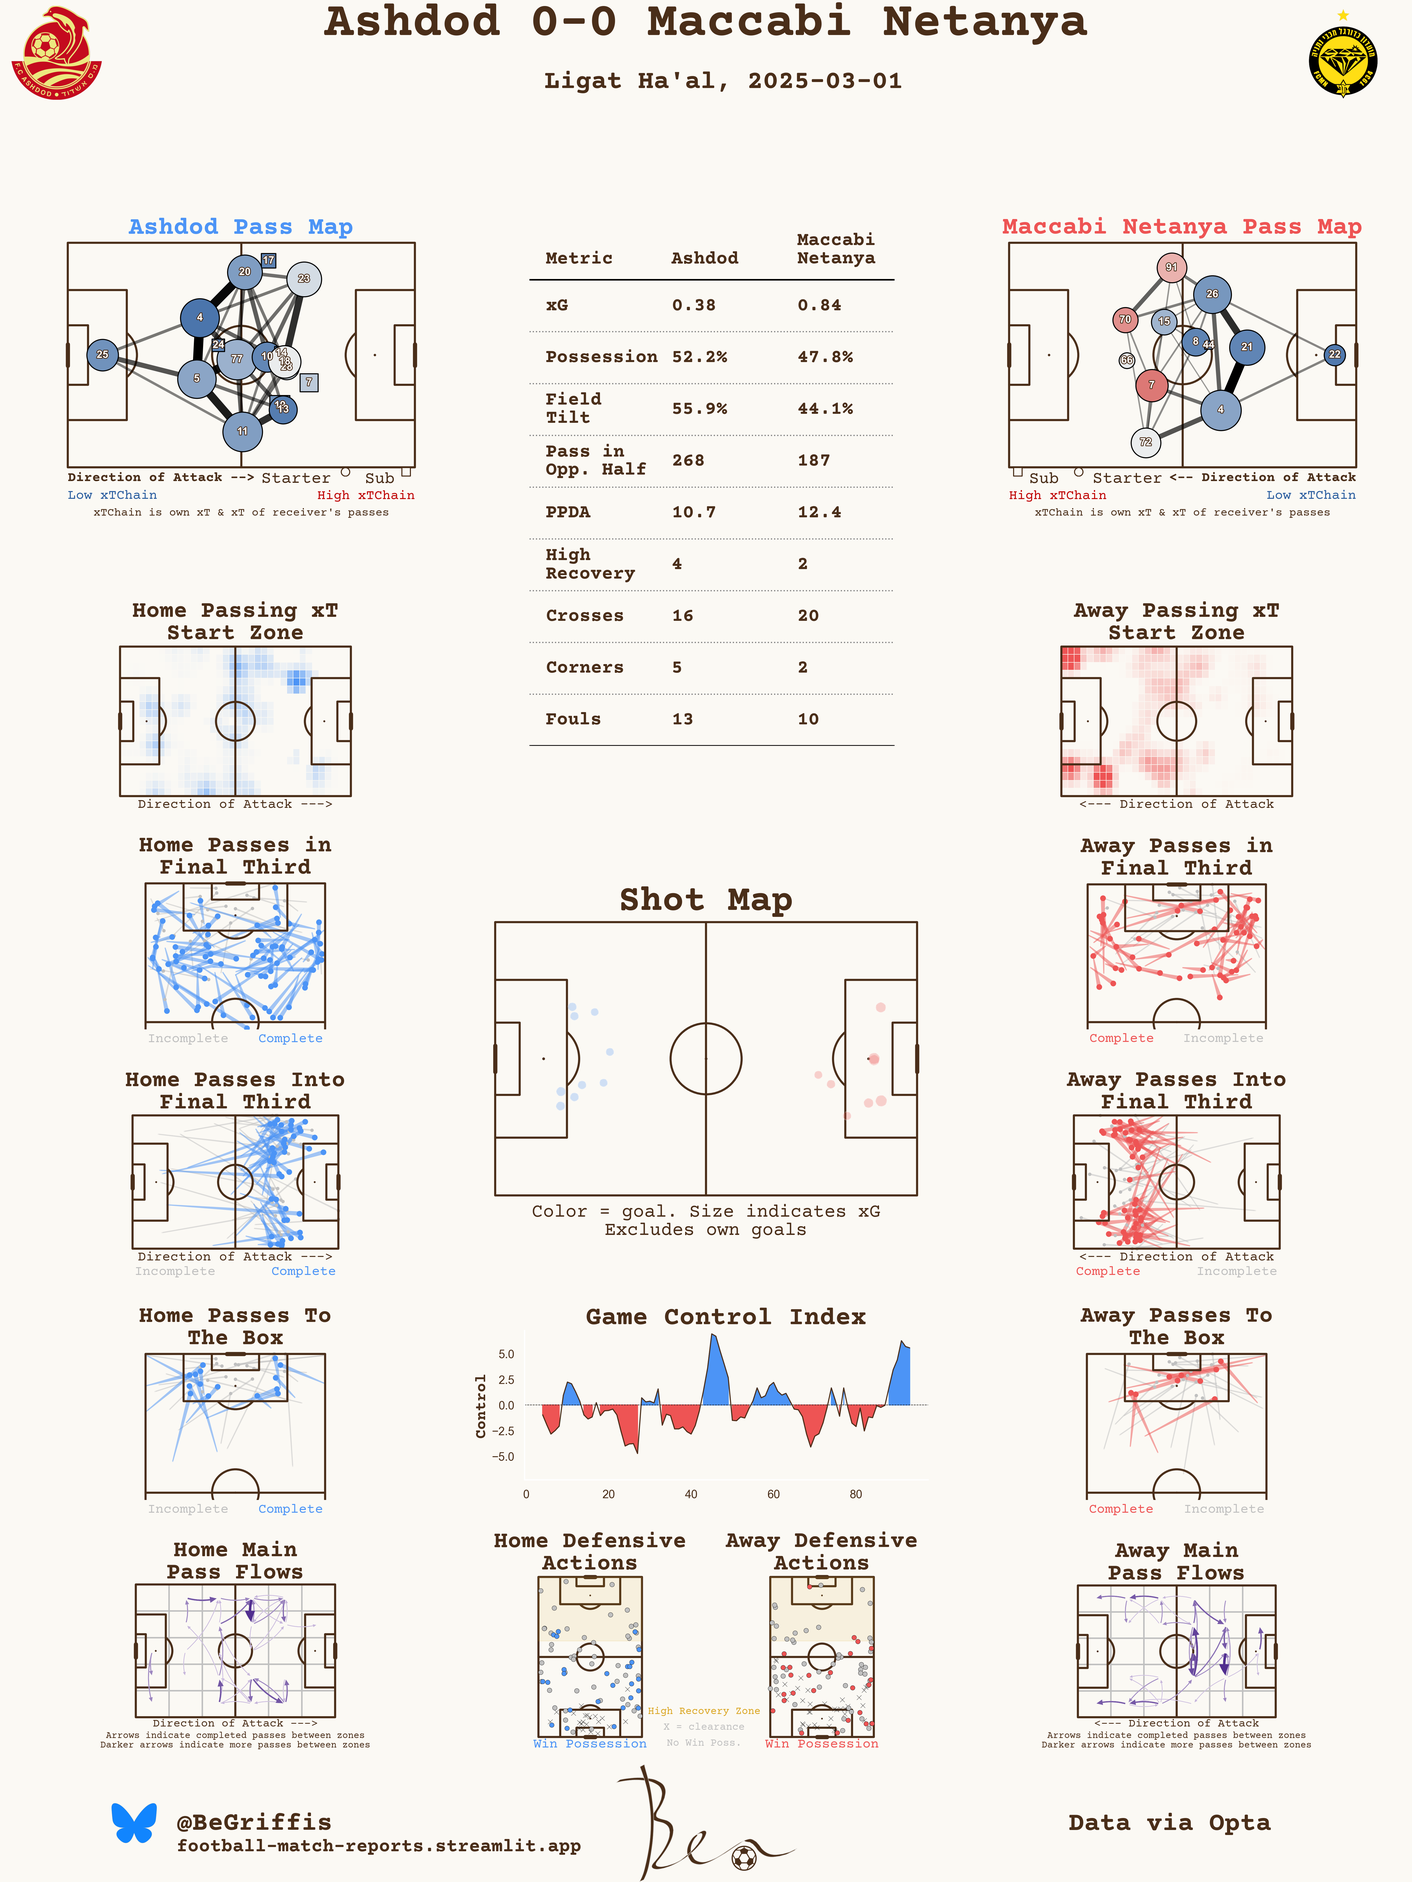 Ashdod 0-0 Maccabi Netanya
Ligat Ha'al, 2025-03-01
F.C ASHDOD • מ.ס אשדוד
מועדון כדורגל מכבי נתניה
FCMN 1934
Ashdod Pass Map
17
20
23
4
24
25
77
10
14
18
28
5
7
13
11
Direction of Attack --> Starter Sub
Low xTChain High xTChain
xTChain is own xT & xT of receiver's passes
Metric Ashdod Maccabi
Netanya
xG 0.38 0.84
Possession 52.2% 47.8%
Field
Tilt 55.9% 44.1%
Pass in
Opp. Half 268 187
PPDA 10.7 12.4
High
Recovery 4 2
Crosses 16 20
Corners 5 2
Fouls 13 10
Maccabi Netanya Pass Map
91
26
70
15
8
44
21
22
66
7
4
72
Sub Starter <-- Direction of Attack
High xTChain Low xTChain
xTChain is own xT & xT of receiver's passes
Home Passing xT
Start Zone
Direction of Attack --->
Away Passing xT
Start Zone
<--- Direction of Attack
Home Passes in
Final Third
Incomplete Complete
Away Passes in
Final Third
Complete Incomplete
Shot Map
Color = goal. Size indicates xG
Excludes own goals
Home Passes Into
Final Third
Direction of Attack --->
Incomplete Complete
Away Passes Into
Final Third
<--- Direction of Attack
Complete Incomplete
Home Passes To
The Box
Incomplete Complete
Game Control Index
Control
5.0
2.5
0.0
−2.5
−5.0
0 20 40 60 80
Away Passes To
The Box
Complete Incomplete
Home Main
Pass Flows
Direction of Attack --->
Arrows indicate completed passes between zones
Darker arrows indicate more passes between zones
Home Defensive
Actions
Win Possession
Away Defensive
Actions
Win Possession
High Recovery Zone
X = clearance
No Win Poss.
Away Main
Pass Flows
<--- Direction of Attack
Arrows indicate completed passes between zones
Darker arrows indicate more passes between zones
@BeGriffis
football-match-reports.streamlit.app
Ben
Data via Opta